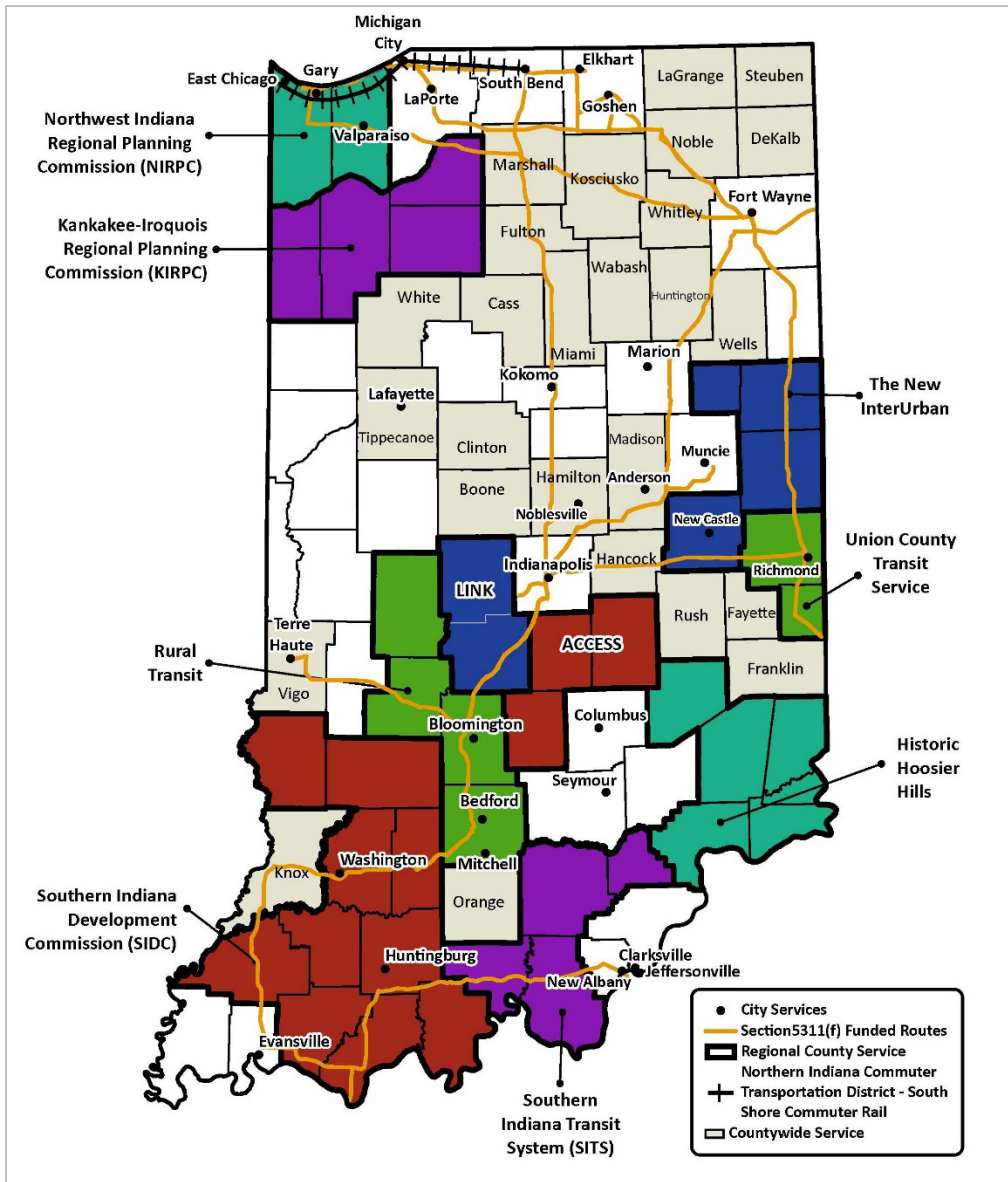 Michigan
City
Elkhart
Gary
East Chicago
South Bend
LaGrange
Steuben
LaPorte
Goshen
Northwest Indiana
Regional Planning
Commission (NIRPC)
Valparaiso
Noble
DeKalb
Marshall
Kosciusko
Fort Wayne
Whitley
Kankakee-Iroquois
Regional Planning
Commission (KIRPC)
Fulton
Wabash
Huntington
White
Cass
Miami
Wells
Marion
Kokomo
The New
InterUrban
Lafayette
Tippecanoe
Clinton
Madison
Muncie
Boone
Hamilton
Anderson
Noblesville
New Castle
Hancock
Indianapolis
Richmond
Union County
Transit
Service
LINK
Rush
Fayette
Terre
Haute
ACCESS
Rural
Transit
Franklin
Vigo
Columbus
Bloomington
Historic
Hoosier
Hills
Seymour
Bedford
Washington
Mitchell
Knox
Orange
Southern Indiana
Development
Commission (SIDC)
Huntingburg
Clarksville
Jeffersonville
New Albany
Evansville
Southern
Indiana Transit
System (SITS)
City Services
Section5311(f) Funded Routes
Regional County Service
Northern Indiana Commuter
Transportation District - South
Shore Commuter Rail
Countywide Service